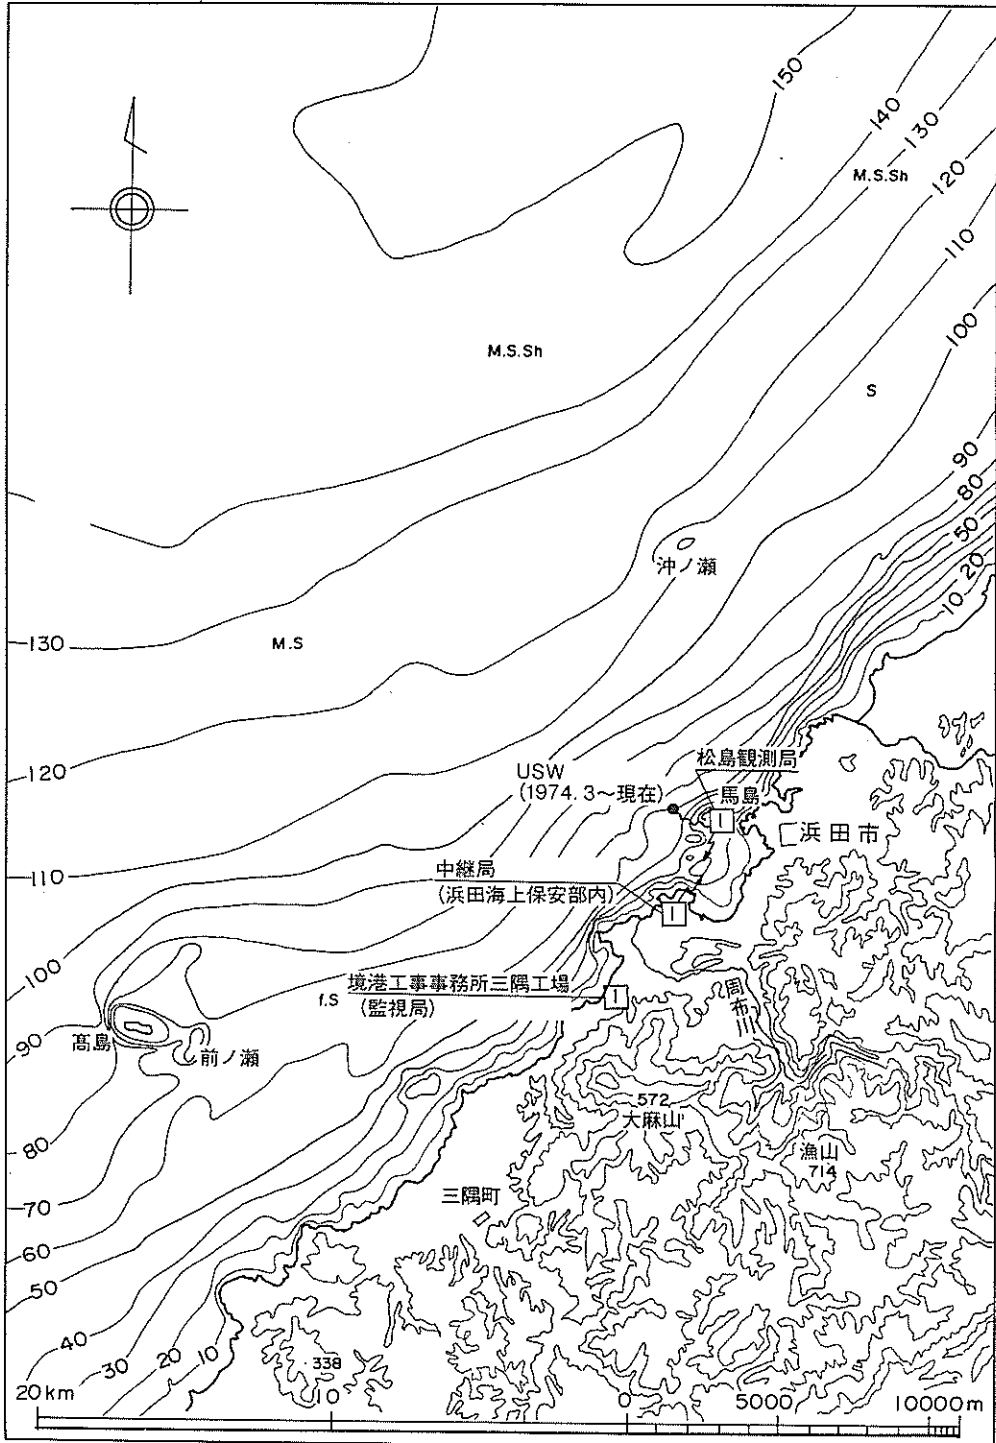 150
140
130
M.S.Sh
120
110
100
M.S.Sh
S
90
80
50
20
10
沖ノ瀬
130
M.S
120
松島観測局
USW
(1974.3～現在)
馬島
浜田市
110
中継局
(浜田海上保安部内)
100
境港工事事務所三隅工場
(監視局)
f.S
周布川
90
髙島
前ノ瀬
572
大麻山
80
漁山
714
70
三隅町
60
50
40
30
20
10
338
20km
10
0
5000
10000m